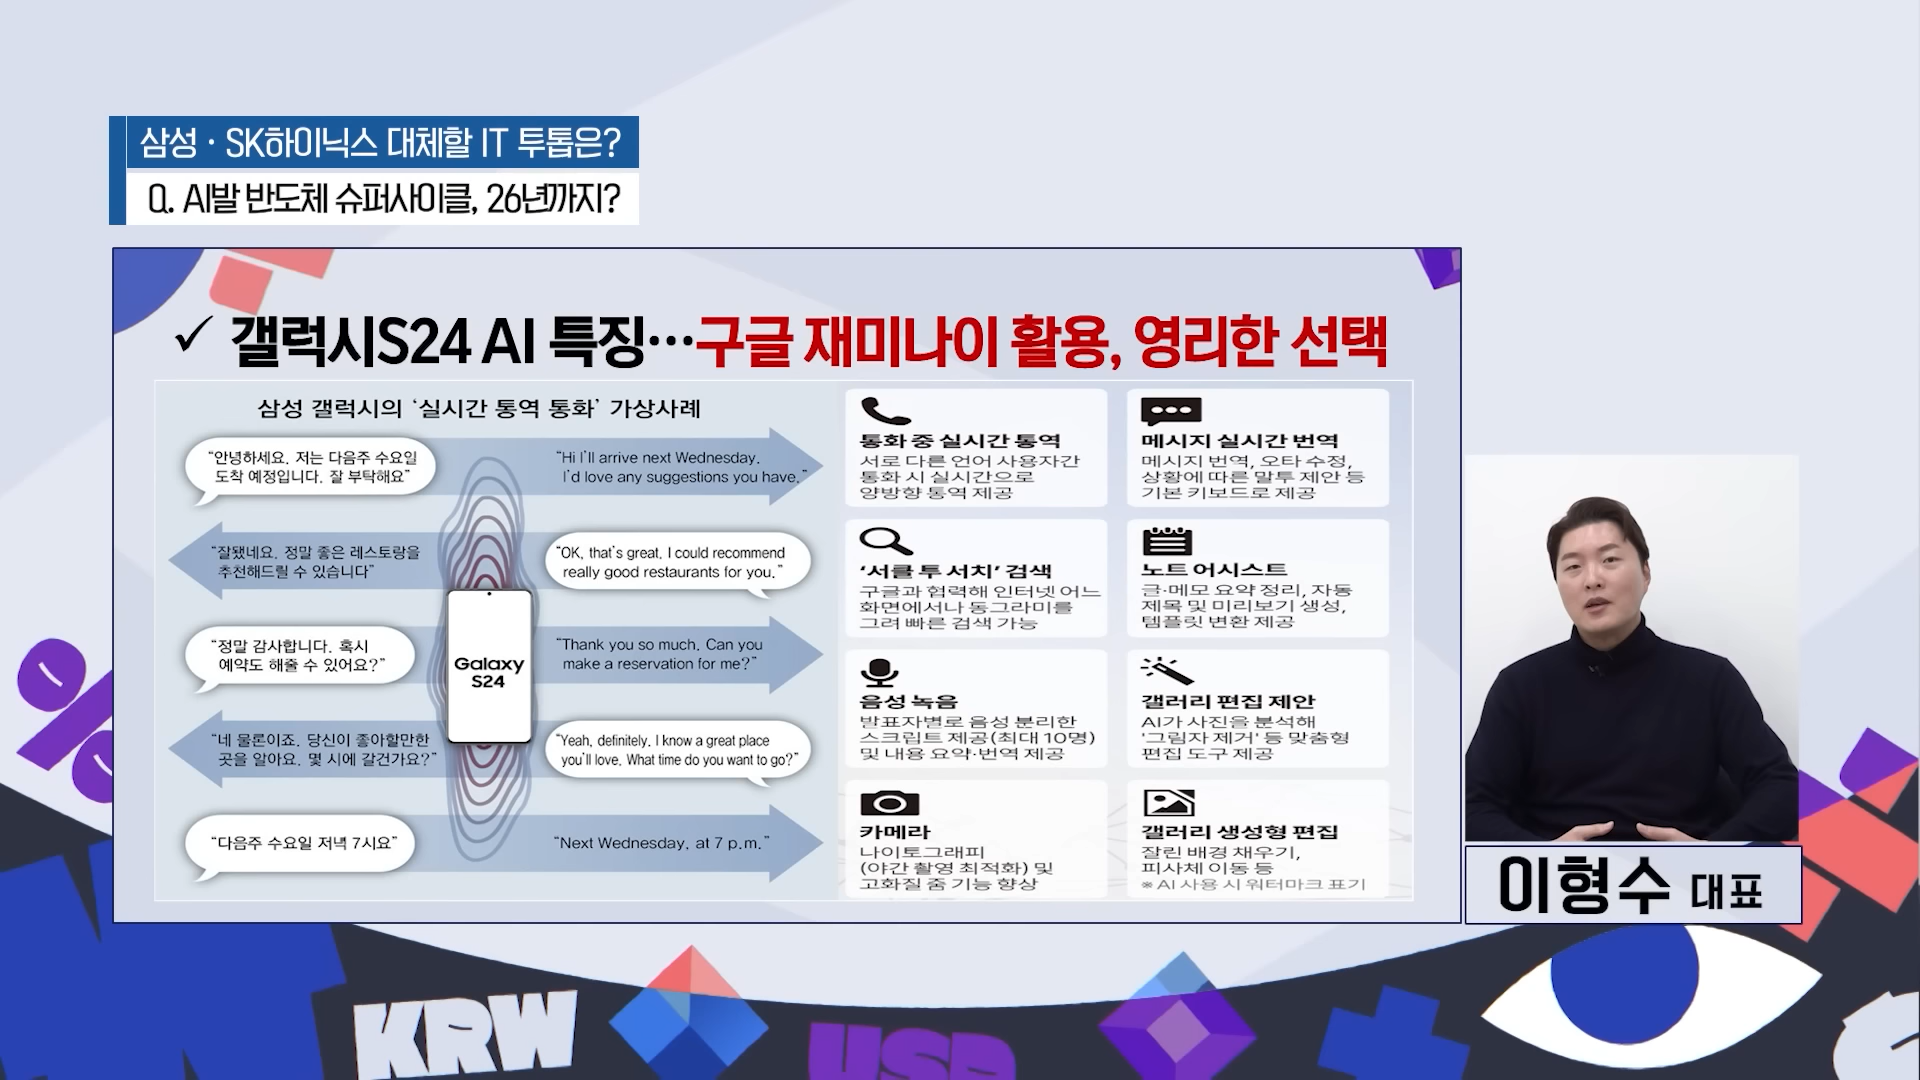 삼성·SK하이닉스 대체할 IT 투톱은?
Q. AI발 반도체 슈퍼사이클, 26년까지?
✓ 갤럭시S24 AI 특징…구글 재미나이 활용, 영리한 선택
삼성 갤럭시의 ‘실시간 통역 통화’ 가상사례
“안녕하세요. 저는 다음주 수요일
도착 예정입니다. 잘 부탁해요”
“Hi I’ll arrive next Wednesday.
I’d love any suggestions you have.”
“잘됐네요. 정말 좋은 레스토랑을
추천해드릴 수 있습니다”
“OK, that’s great. I could recommend
really good restaurants for you.”
“정말 감사합니다. 혹시
예약도 해줄 수 있어요?”
“Thank you so much. Can you
make a reservation for me?”
Galaxy
S24
“네 물론이죠. 당신이 좋아할만한
곳을 알아요. 몇 시에 갈건가요?”
“Yeah, definitely. I know a great place
you’ll love. What time do you want to go?”
“다음주 수요일 저녁 7시요”
“Next Wednesday, at 7 p.m.”
통화 중 실시간 통역
서로 다른 언어 사용자간
통화 시 실시간으로
양방향 통역 제공
메시지 실시간 번역
메시지 번역, 오타 수정,
상황에 따른 말투 제안 등
기본 키보드로 제공
‘서클 투 서치’ 검색
구글과 협력해 인터넷 어느
화면에서나 동그라미를
그려 빠른 검색 가능
노트 어시스트
글·메모 요약 정리, 자동
제목 및 미리보기 생성,
템플릿 변환 제공
음성 녹음
발표자별로 음성 분리한
스크립트 제공(최대 10명)
및 내용 요약·번역 제공
갤러리 편집 제안
AI가 사진을 분석해
‘그림자 제거’ 등 맞춤형
편집 도구 제공
카메라
나이토그래피
(야간 촬영 최적화) 및
고화질 줌 기능 향상
갤러리 생성형 편집
잘린 배경 채우기,
피사체 이동 등
※ AI 사용 시 워터마크 표기
이형수 대표
KRW
USD